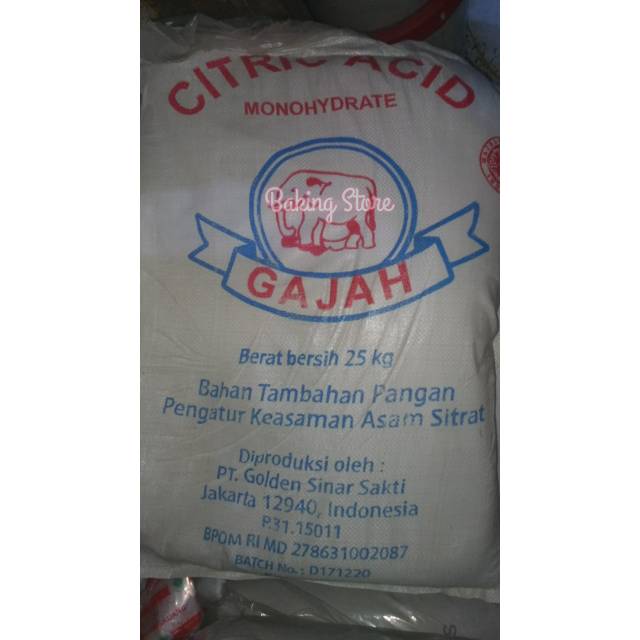 CITRIC ACID
MONOHYDRATE
Baking Store
GAJAH
Berat bersih 25 kg
Bahan Tambahan Pangan
Pengatur Keasaman Asam Sitrat
Diproduksi oleh :
PT. Golden Sinar Sakti
Jakarta 12940, Indonesia
P.31.15011
BPOM RI MD 278631002087
BATCH No.: D171220